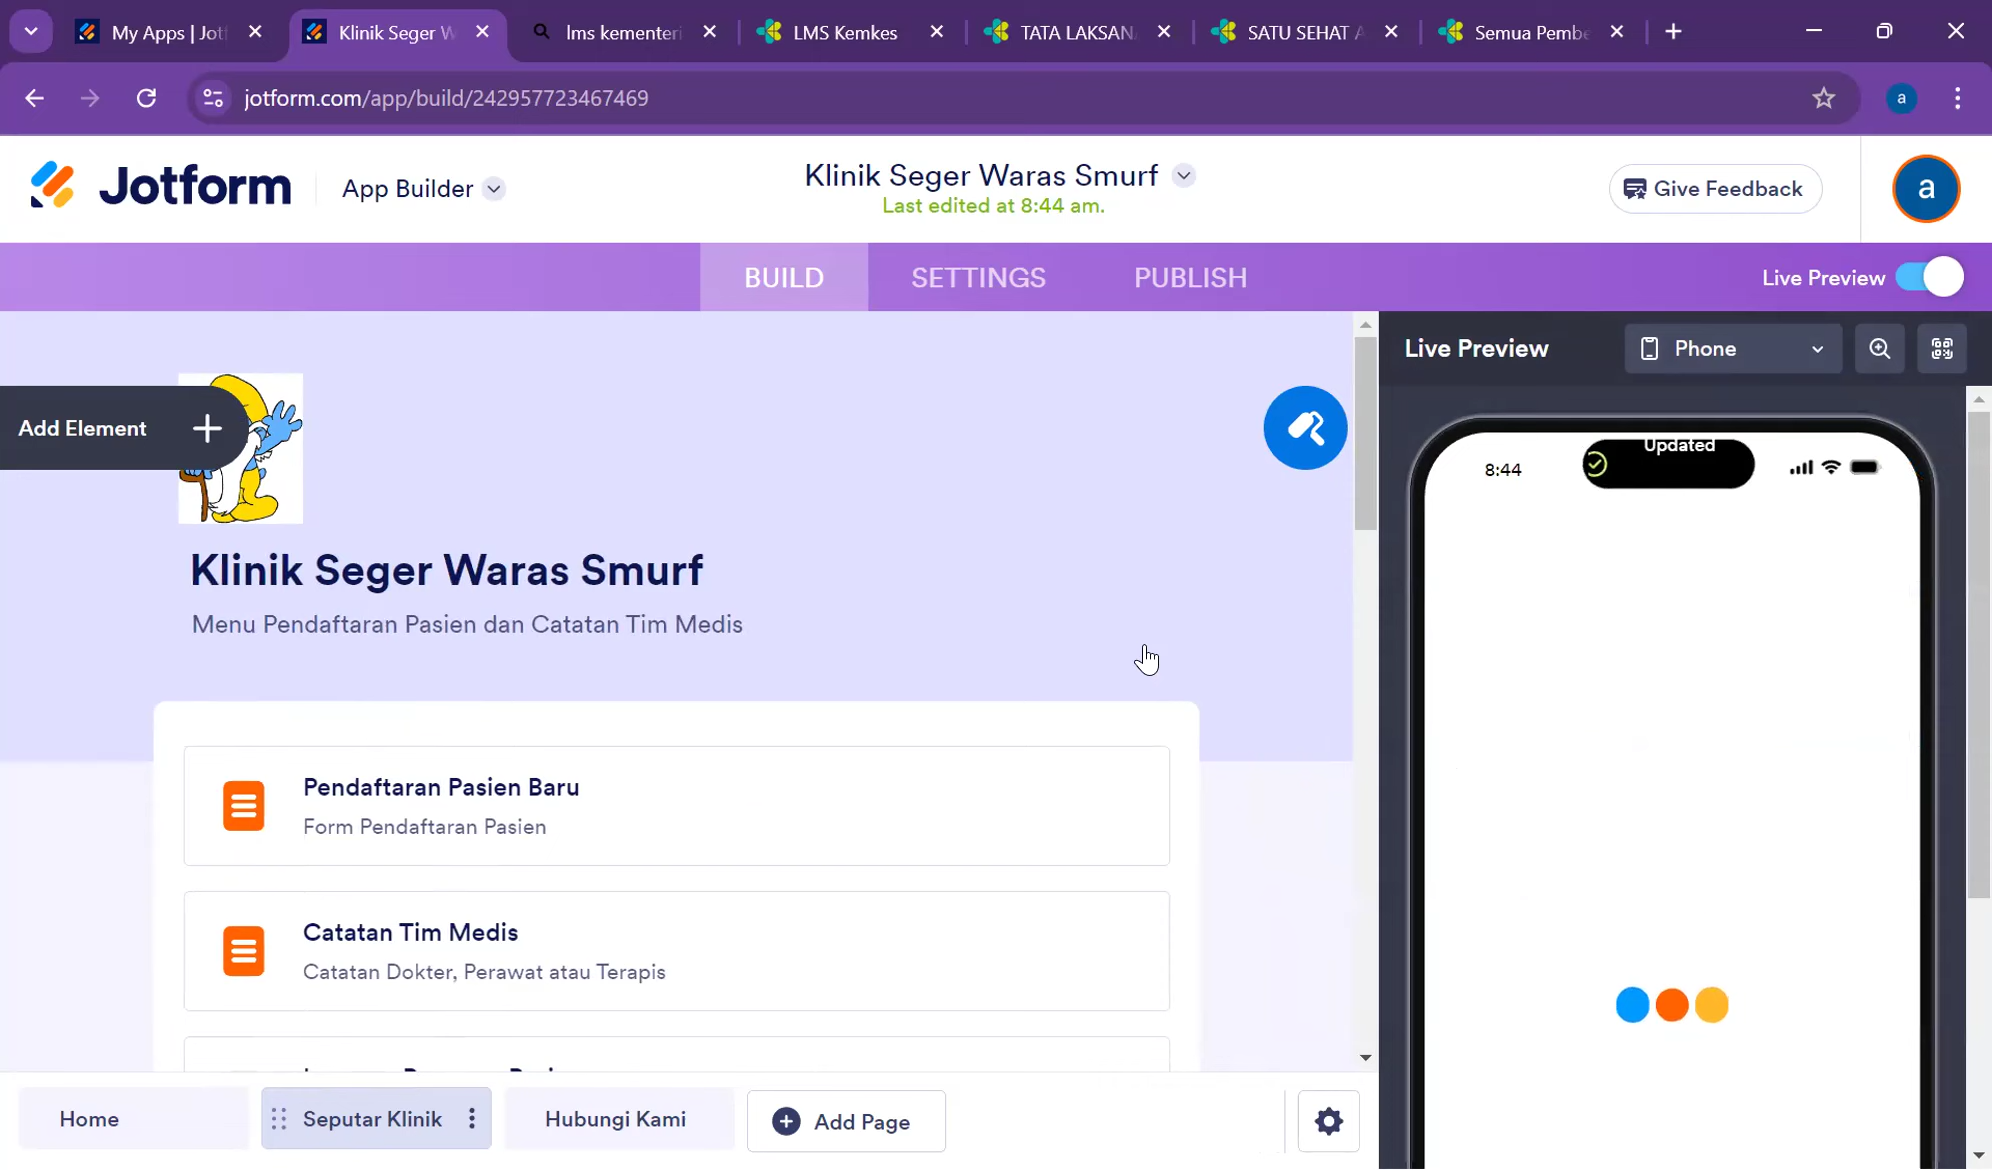 My Apps | Jotf
Klinik Seger W
lms kementeri
LMS Kemkes
TATA LAKSAN
SATU SEHAT A
Semua Pembe
jotform.com/app/build/242957723467469
a
Jotform
App Builder
Klinik Seger Waras Smurf
Last edited at 8:44 am.
Give Feedback
a
BUILD
SETTINGS
PUBLISH
Live Preview
Live Preview
Phone
Add Element
8:44
Updated
Klinik Seger Waras Smurf
Menu Pendaftaran Pasien dan Catatan Tim Medis
Pendaftaran Pasien Baru
Form Pendaftaran Pasien
Catatan Tim Medis
Catatan Dokter, Perawat atau Terapis
Home
Seputar Klinik
Hubungi Kami
Add Page